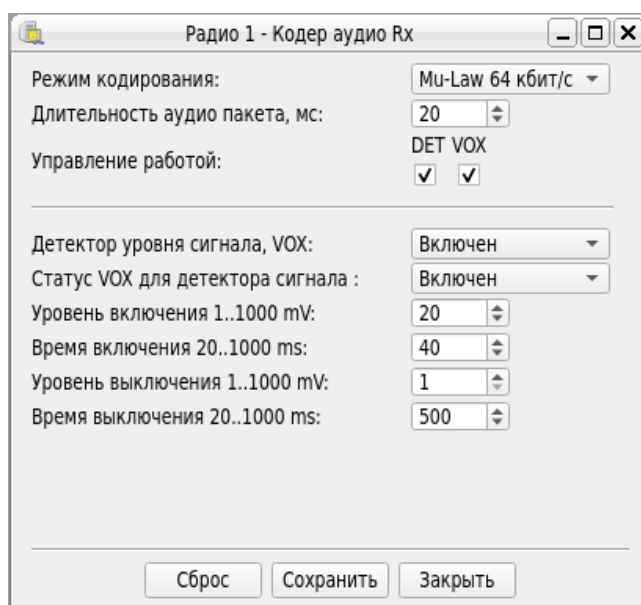 Радио 1 - Кодер аудио Rx
Режим кодирования: Mu-Law 64 кбит/с
Длительность аудио пакета, мс: 20
DET VOX
Управление работой:
Детектор уровня сигнала, VOX: Включен
Статус VOX для детектора сигнала : Включен
Уровень включения 1..1000 mV: 20
Время включения 20..1000 ms: 40
Уровень выключения 1..1000 mV: 1
Время выключения 20..1000 ms: 500
Сброс Сохранить Закрыть